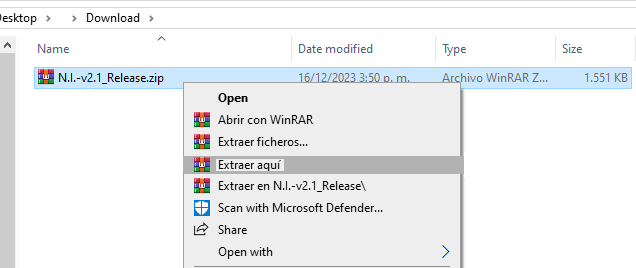 Desktop > Download >
Name Date modified Type Size
N.I.-v2.1_Release.zip 16/12/2023 3:50 p. m. Archivo WinRAR Z... 1.551 KB
Open
Abrir con WinRAR
Extraer ficheros...
Extraer aquí
Extraer en N.I.-v2.1_Release\
Scan with Microsoft Defender...
Share
Open with